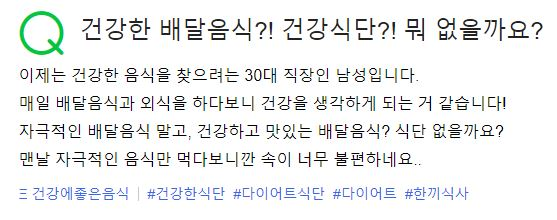 Q 건강한 배달음식?! 건강식단?! 뭐 없을까요?
이제는 건강한 음식을 찾으려는 30대 직장인 남성입니다.
매일 배달음식과 외식을 하다보니 건강을 생각하게 되는 거 같습니다!
자극적인 배달음식 말고, 건강하고 맛있는 배달음식? 식단 없을까요?
맨날 자극적인 음식만 먹다보니깐 속이 너무 불편하네요..
건강에좋은음식 #건강한식단 #다이어트식단 #다이어트 #한끼식사